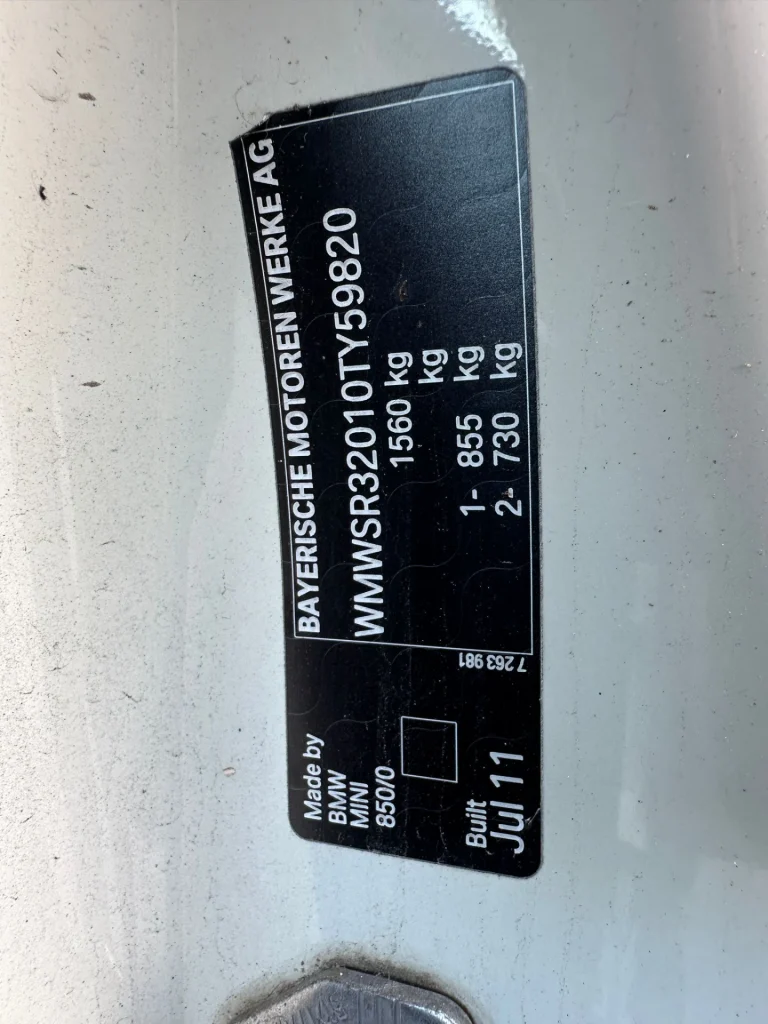 BAYERISCHE MOTOREN WERKE AG
WMWSR32010TY59820
1560 kg
kg
1- 855 kg
2- 730 kg
7 263 981
Made by
BMW
MINI
850/0
Built
Jul 11